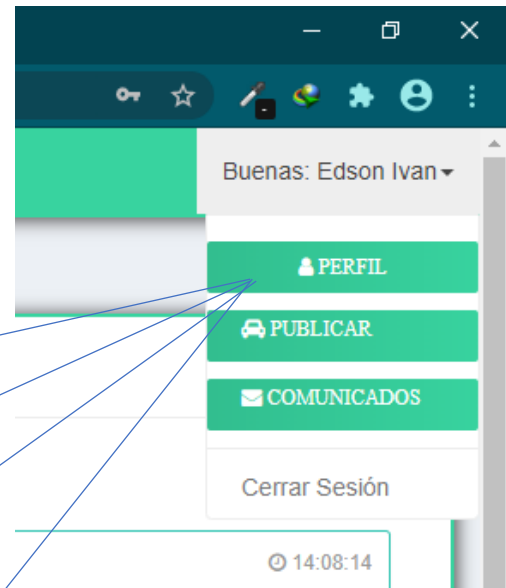 Buenas: Edson Ivan
PERFIL
PUBLICAR
COMUNICADOS
Cerrar Sesión
14:08:14